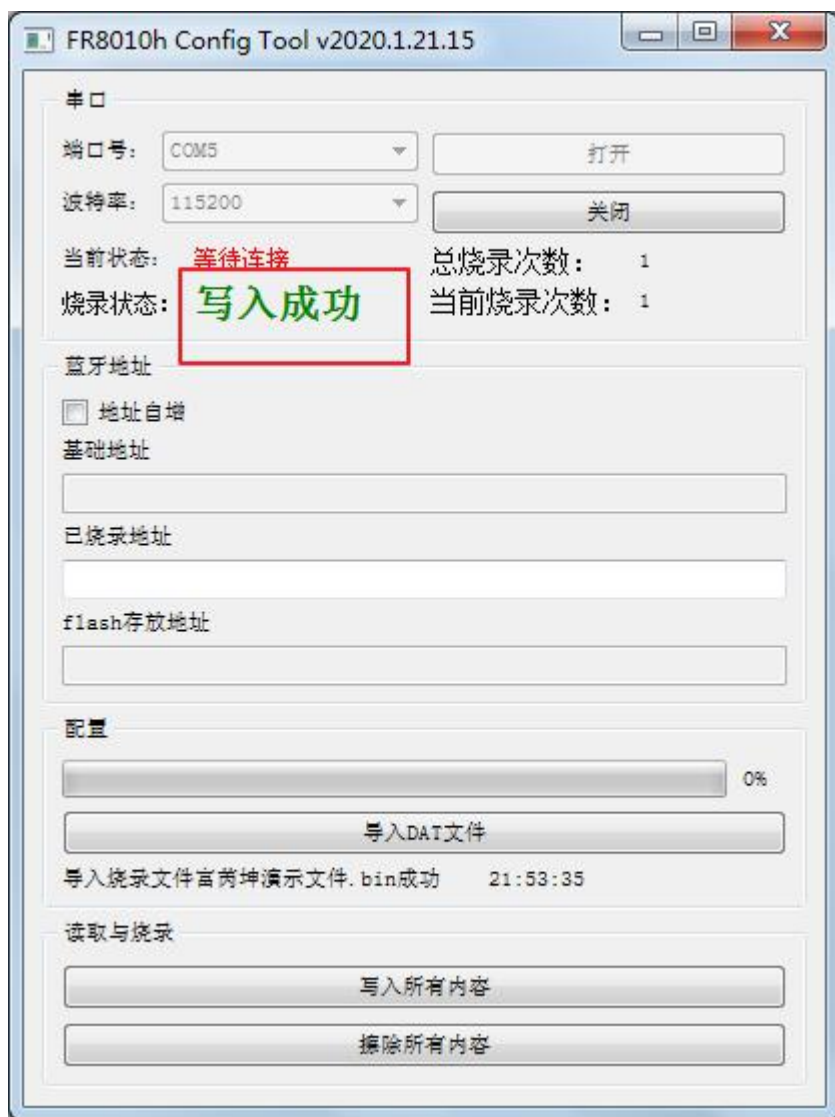 FR8010h Config Tool v2020.1.21.15
串口
端口号： COM5 打开
波特率： 115200 关闭
当前状态： 等待连接 总烧录次数： 1
烧录状态： 写入成功 当前烧录次数： 1
蓝牙地址
地址自增
基础地址
已烧录地址
flash存放地址
配置
0%
导入DAT文件
导入烧录文件富芮坤演示文件.bin成功 21:53:35
读取与烧录
写入所有内容
擦除所有内容